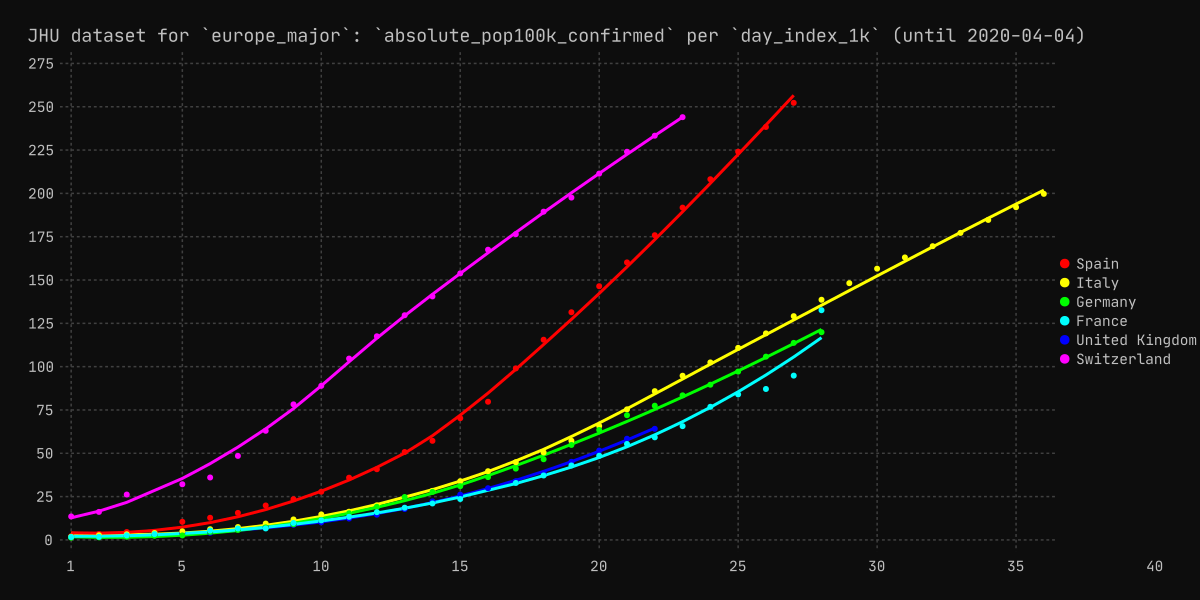 JHU dataset for `europe_major`: `absolute_pop100k_confirmed` per `day_index_1k` (until 2020-04-04)
275
250
225
200
175
150
125
100
75
50
25
0
1 5 10 15 20 25 30 35 40
Spain
Italy
Germany
France
United Kingdom
Switzerland